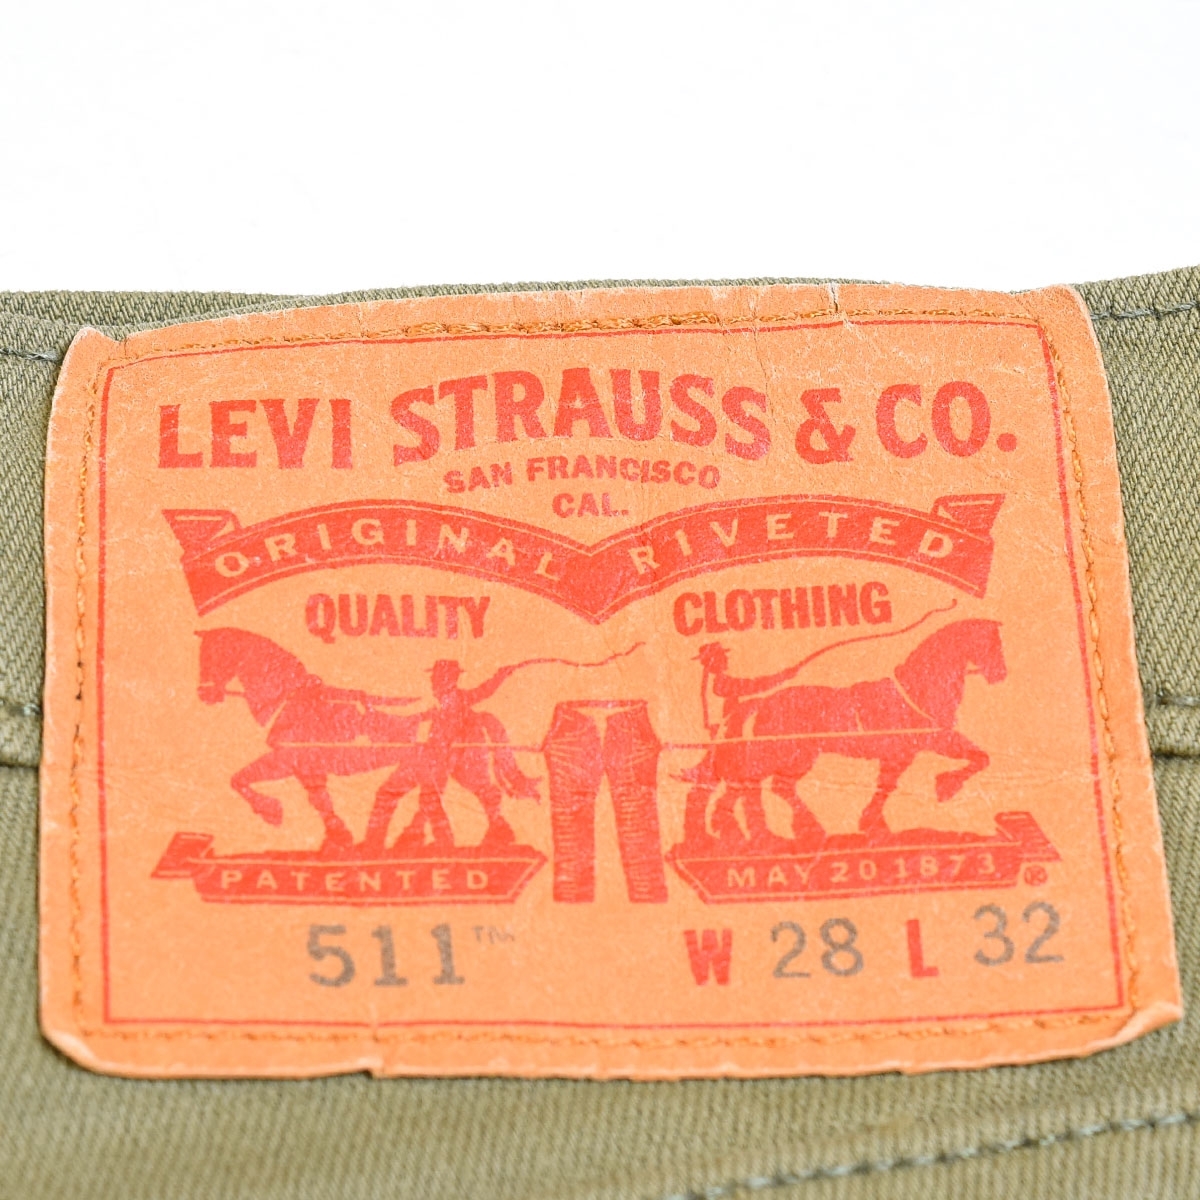 LEVI STRAUSS & CO.
SAN FRANCISCO
CAL.
ORIGINAL RIVETED
QUALITY CLOTHING
PATENTED MAY 20 1873 ®
511™ W 28 L 32